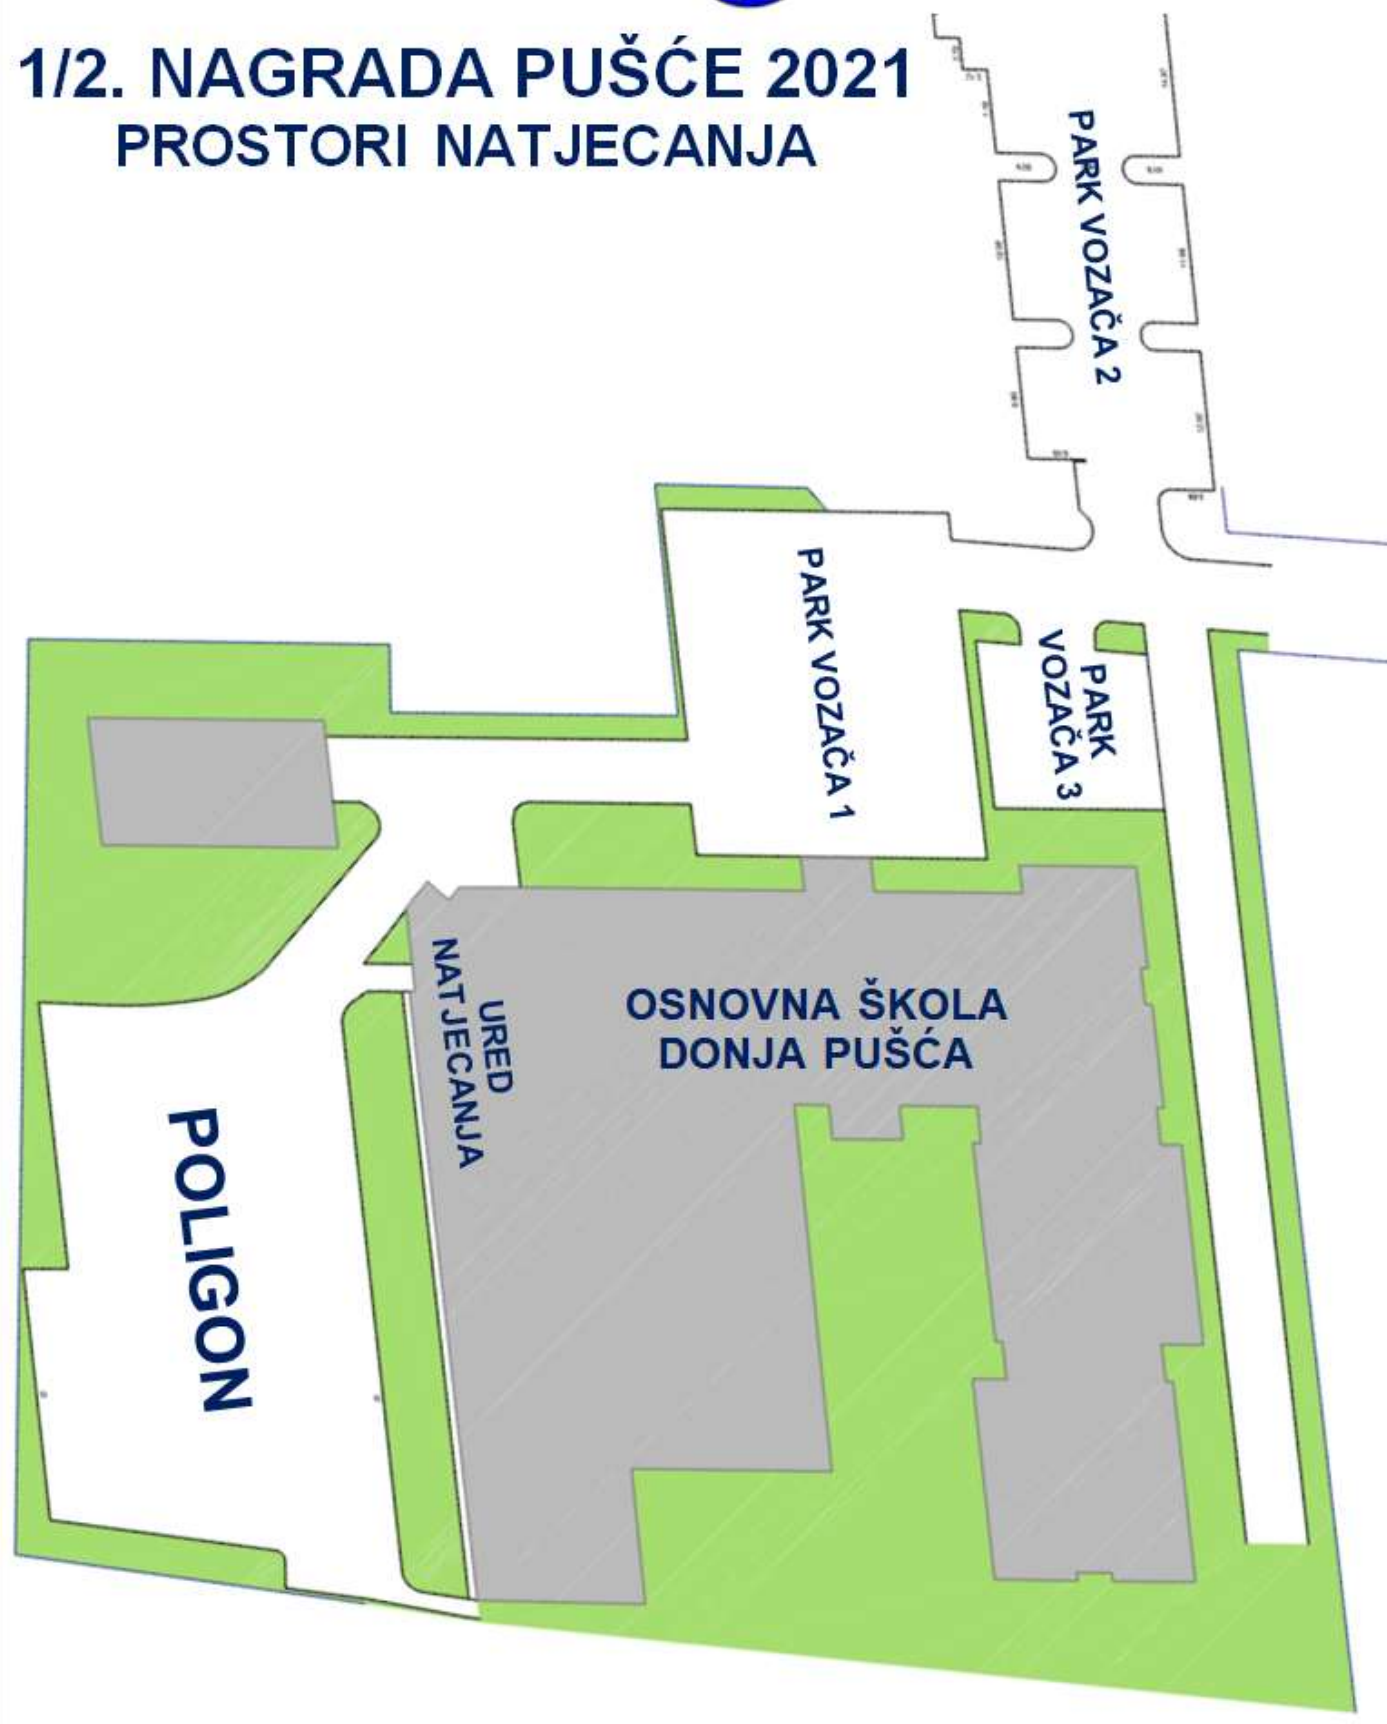 1/2. NAGRADA PUŠĆE 2021
PROSTORI NATJECANJA
PARK VOZAČA 2
PARK VOZAČA 1
PARK
VOZAČA 3
URED
NATJECANJA
OSNOVNA ŠKOLA
DONJA PUŠĆA
POLIGON